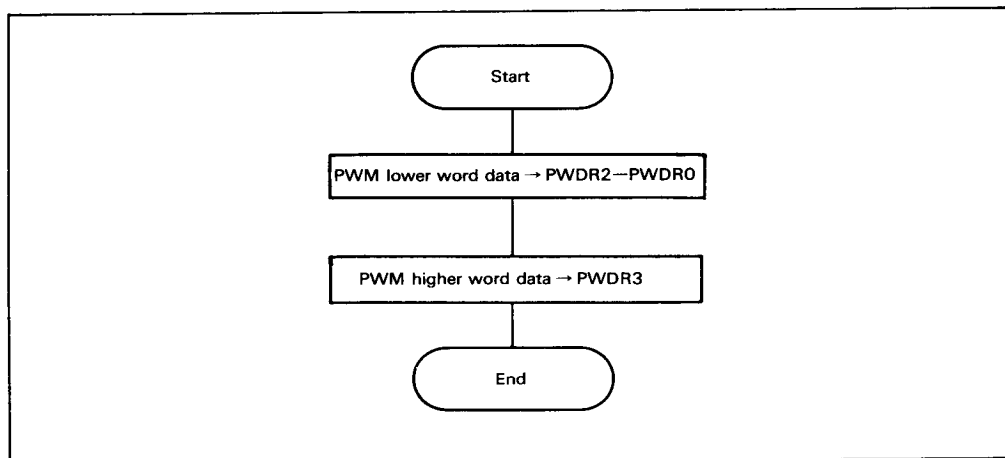 Start
PWM lower word data → PWDR2—PWDR0
PWM higher word data → PWDR3
End